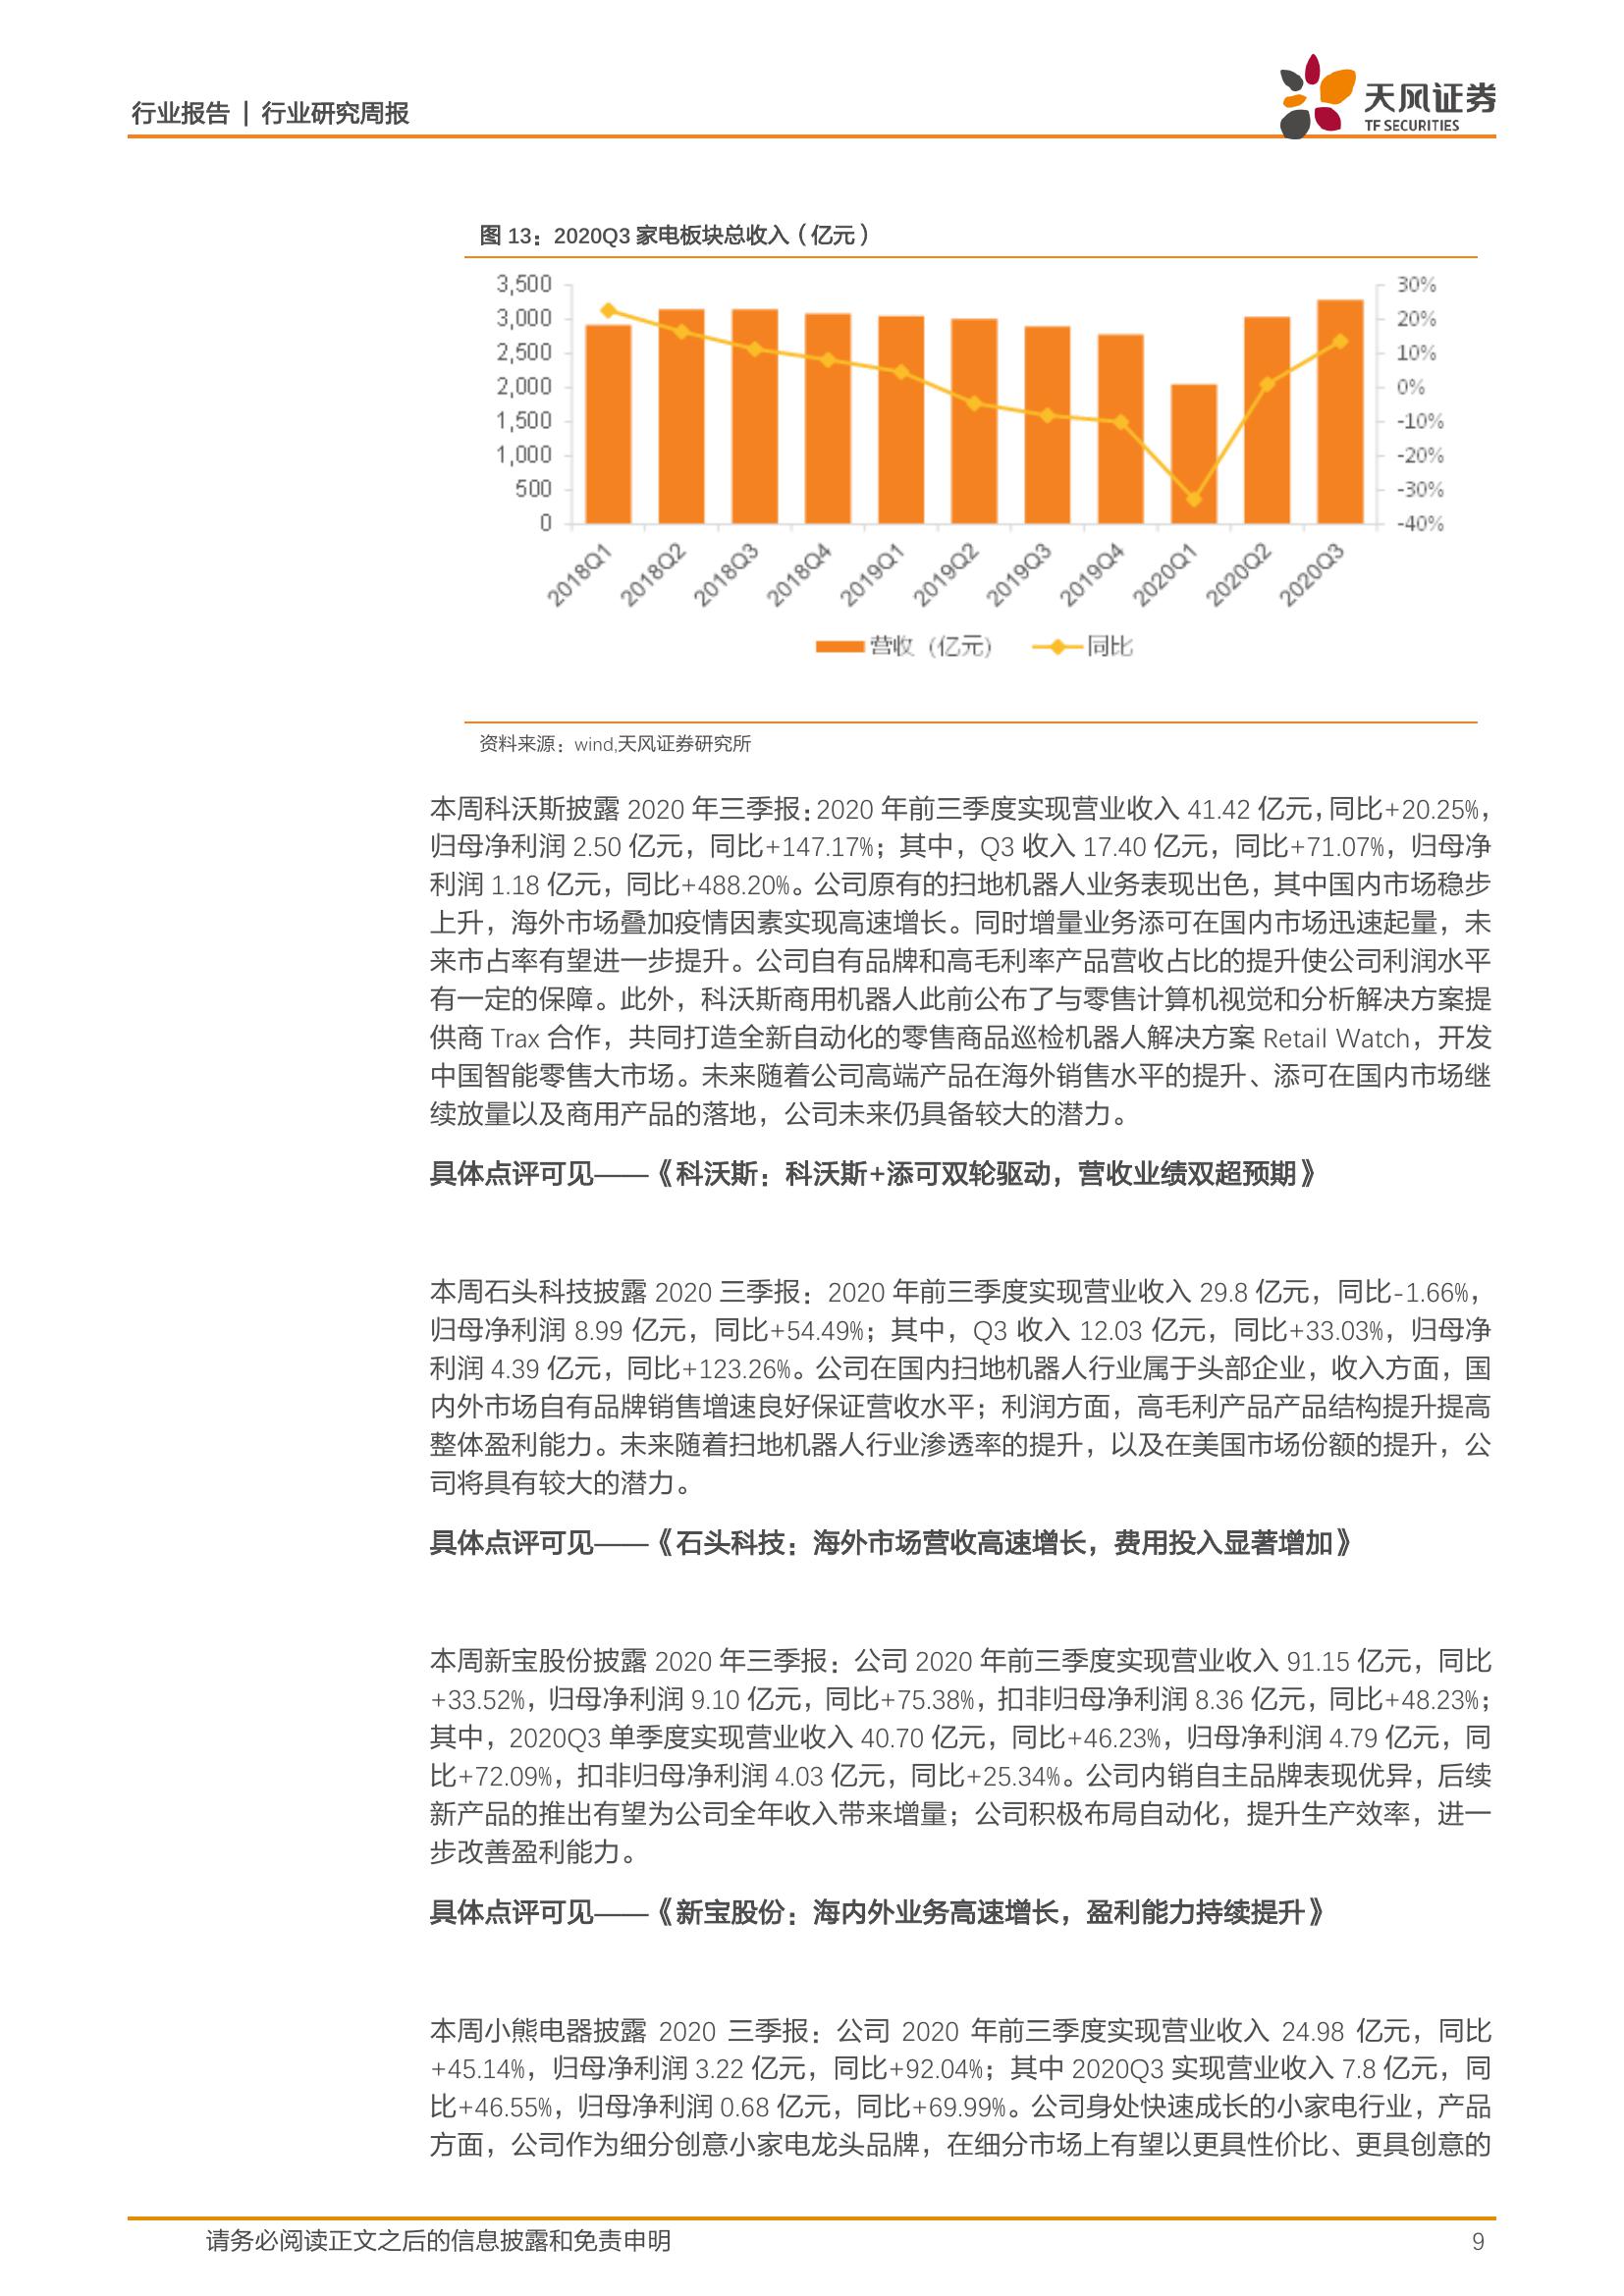 行业报告 | 行业研究周报
天风证券
TF SECURITIES
图 13：2020Q3 家电板块总收入（亿元）
3,500
3,000
2,500
2,000
1,500
1,000
500
0
30%
20%
10%
0%
-10%
-20%
-30%
-40%
2018Q1
2018Q2
2018Q3
2018Q4
2019Q1
2019Q2
2019Q3
2019Q4
2020Q1
2020Q2
2020Q3
营收（亿元）
同比
资料来源：wind,天风证券研究所
本周科沃斯披露 2020 年三季报：2020 年前三季度实现营业收入 41.42 亿元，同比+20.25%，
归母净利润 2.50 亿元，同比+147.17%；其中，Q3 收入 17.40 亿元，同比+71.07%，归母净
利润 1.18 亿元，同比+488.20%。公司原有的扫地机器人业务表现出色，其中国内市场稳步
上升，海外市场叠加疫情因素实现高速增长。同时增量业务添可在国内市场迅速起量，未
来市占率有望进一步提升。公司自有品牌和高毛利率产品营收占比的提升使公司利润水平
有一定的保障。此外，科沃斯商用机器人此前公布了与零售计算机视觉和分析解决方案提
供商 Trax 合作，共同打造全新自动化的零售商品巡检机器人解决方案 Retail Watch，开发
中国智能零售大市场。未来随着公司高端产品在海外销售水平的提升、添可在国内市场继
续放量以及商用产品的落地，公司未来仍具备较大的潜力。
具体点评可见——《科沃斯：科沃斯+添可双轮驱动，营收业绩双超预期》
本周石头科技披露 2020 三季报：2020 年前三季度实现营业收入 29.8 亿元，同比-1.66%，
归母净利润 8.99 亿元，同比+54.49%；其中，Q3 收入 12.03 亿元，同比+33.03%，归母净
利润 4.39 亿元，同比+123.26%。公司在国内扫地机器人行业属于头部企业，收入方面，国
内外市场自有品牌销售增速良好保证营收水平；利润方面，高毛利产品产品结构提升提高
整体盈利能力。未来随着扫地机器人行业渗透率的提升，以及在美国市场份额的提升，公
司将具有较大的潜力。
具体点评可见——《石头科技：海外市场营收高速增长，费用投入显著增加》
本周新宝股份披露 2020 年三季报：公司 2020 年前三季度实现营业收入 91.15 亿元，同比
+33.52%，归母净利润 9.10 亿元，同比+75.38%，扣非归母净利润 8.36 亿元，同比+48.23%；
其中，2020Q3 单季度实现营业收入 40.70 亿元，同比+46.23%，归母净利润 4.79 亿元，同
比+72.09%，扣非归母净利润 4.03 亿元，同比+25.34%。公司内销自主品牌表现优异，后续
新产品的推出有望为公司全年收入带来增量；公司积极布局自动化，提升生产效率，进一
步改善盈利能力。
具体点评可见——《新宝股份：海内外业务高速增长，盈利能力持续提升》
本周小熊电器披露 2020 三季报：公司 2020 年前三季度实现营业收入 24.98 亿元，同比
+45.14%，归母净利润 3.22 亿元，同比+92.04%；其中 2020Q3 实现营业收入 7.8 亿元，同
比+46.55%，归母净利润 0.68 亿元，同比+69.99%。公司身处快速成长的小家电行业，产品
方面，公司作为细分创意小家电龙头品牌，在细分市场上有望以更具性价比、更具创意的
请务必阅读正文之后的信息披露和免责申明
9